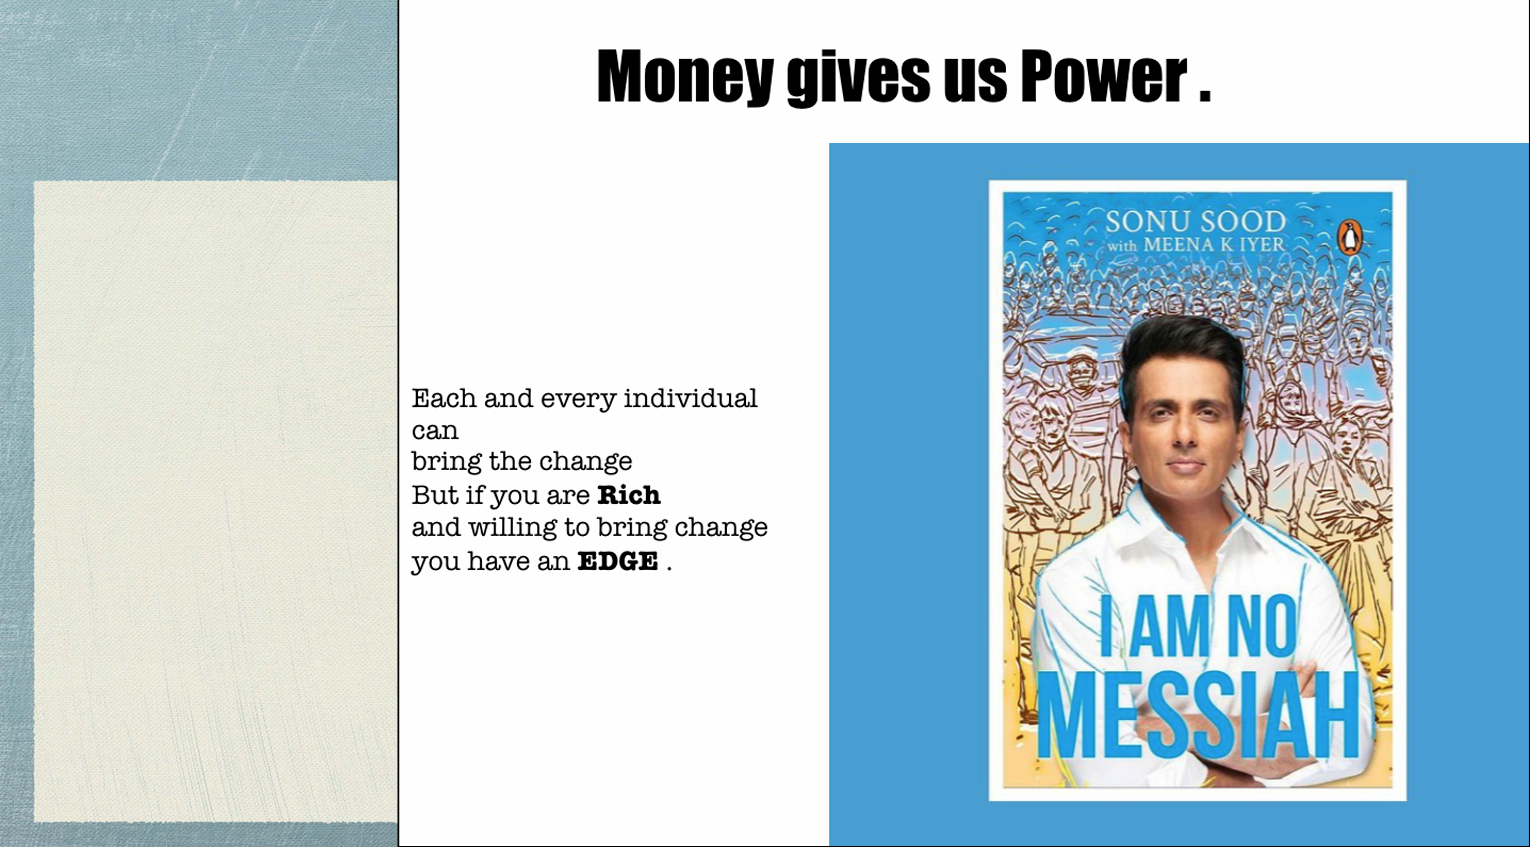 Money gives us Power .
Each and every individual
can
bring the change
But if you are Rich
and willing to bring change
you have an EDGE .
SONU SOOD
with MEENA K IYER
I AM NO
MESSIAH